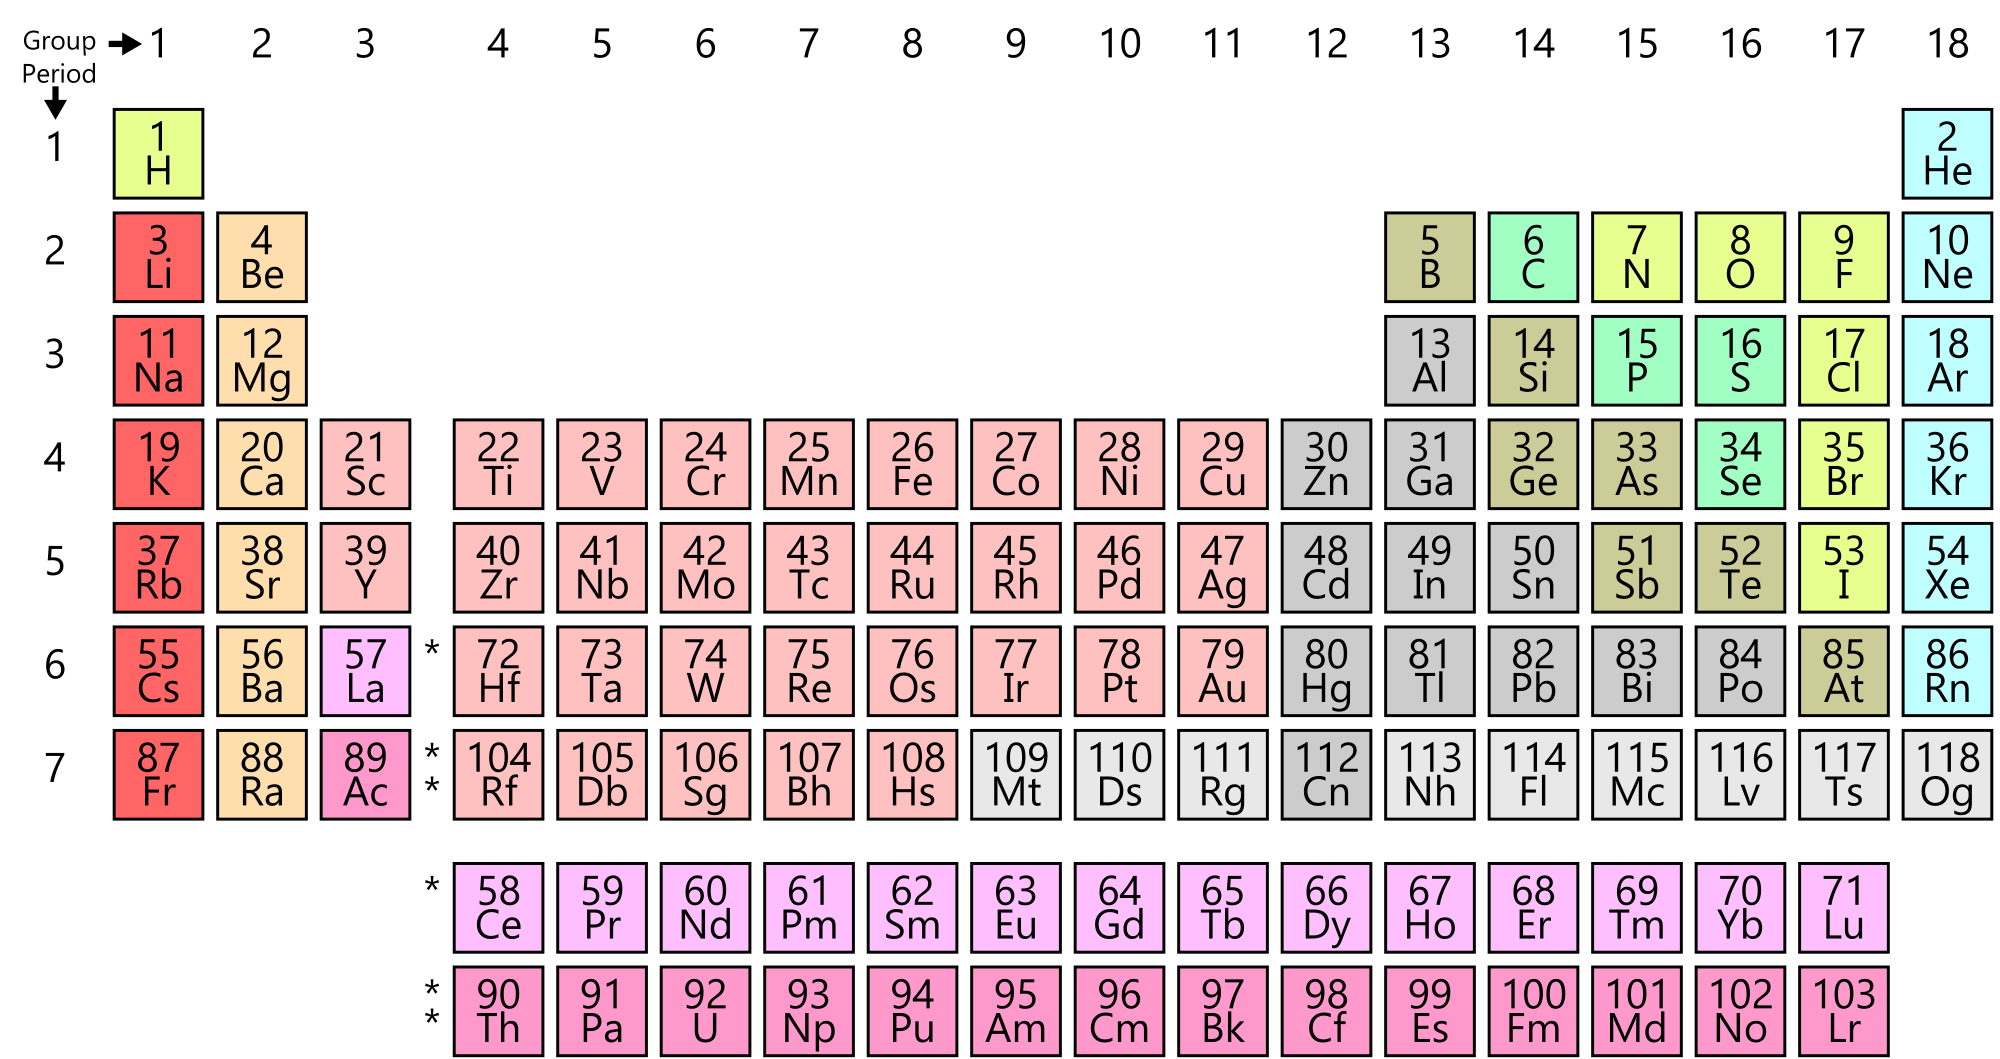 Group 1 2 3 4 5 6 7 8 9 10 11 12 13 14 15 16 17 18
Period
1
1 2
H He
2
3 4 5 6 7 8 9 10
Li Be B C N O F Ne
3
11 12 13 14 15 16 17 18
Na Mg Al Si P S Cl Ar
4
19 20 21 22 23 24 25 26 27 28 29 30 31 32 33 34 35 36
K Ca Sc Ti V Cr Mn Fe Co Ni Cu Zn Ga Ge As Se Br Kr
5
37 38 39 40 41 42 43 44 45 46 47 48 49 50 51 52 53 54
Rb Sr Y Zr Nb Mo Tc Ru Rh Pd Ag Cd In Sn Sb Te I Xe
6
55 56 57 * 72 73 74 75 76 77 78 79 80 81 82 83 84 85 86
Cs Ba La Hf Ta W Re Os Ir Pt Au Hg Tl Pb Bi Po At Rn
7
87 88 89 * 104 105 106 107 108 109 110 111 112 113 114 115 116 117 118
Fr Ra Ac * Rf Db Sg Bh Hs Mt Ds Rg Cn Nh Fl Mc Lv Ts Og
* 58 59 60 61 62 63 64 65 66 67 68 69 70 71
Ce Pr Nd Pm Sm Eu Gd Tb Dy Ho Er Tm Yb Lu
* 90 91 92 93 94 95 96 97 98 99 100 101 102 103
* Th Pa U Np Pu Am Cm Bk Cf Es Fm Md No Lr